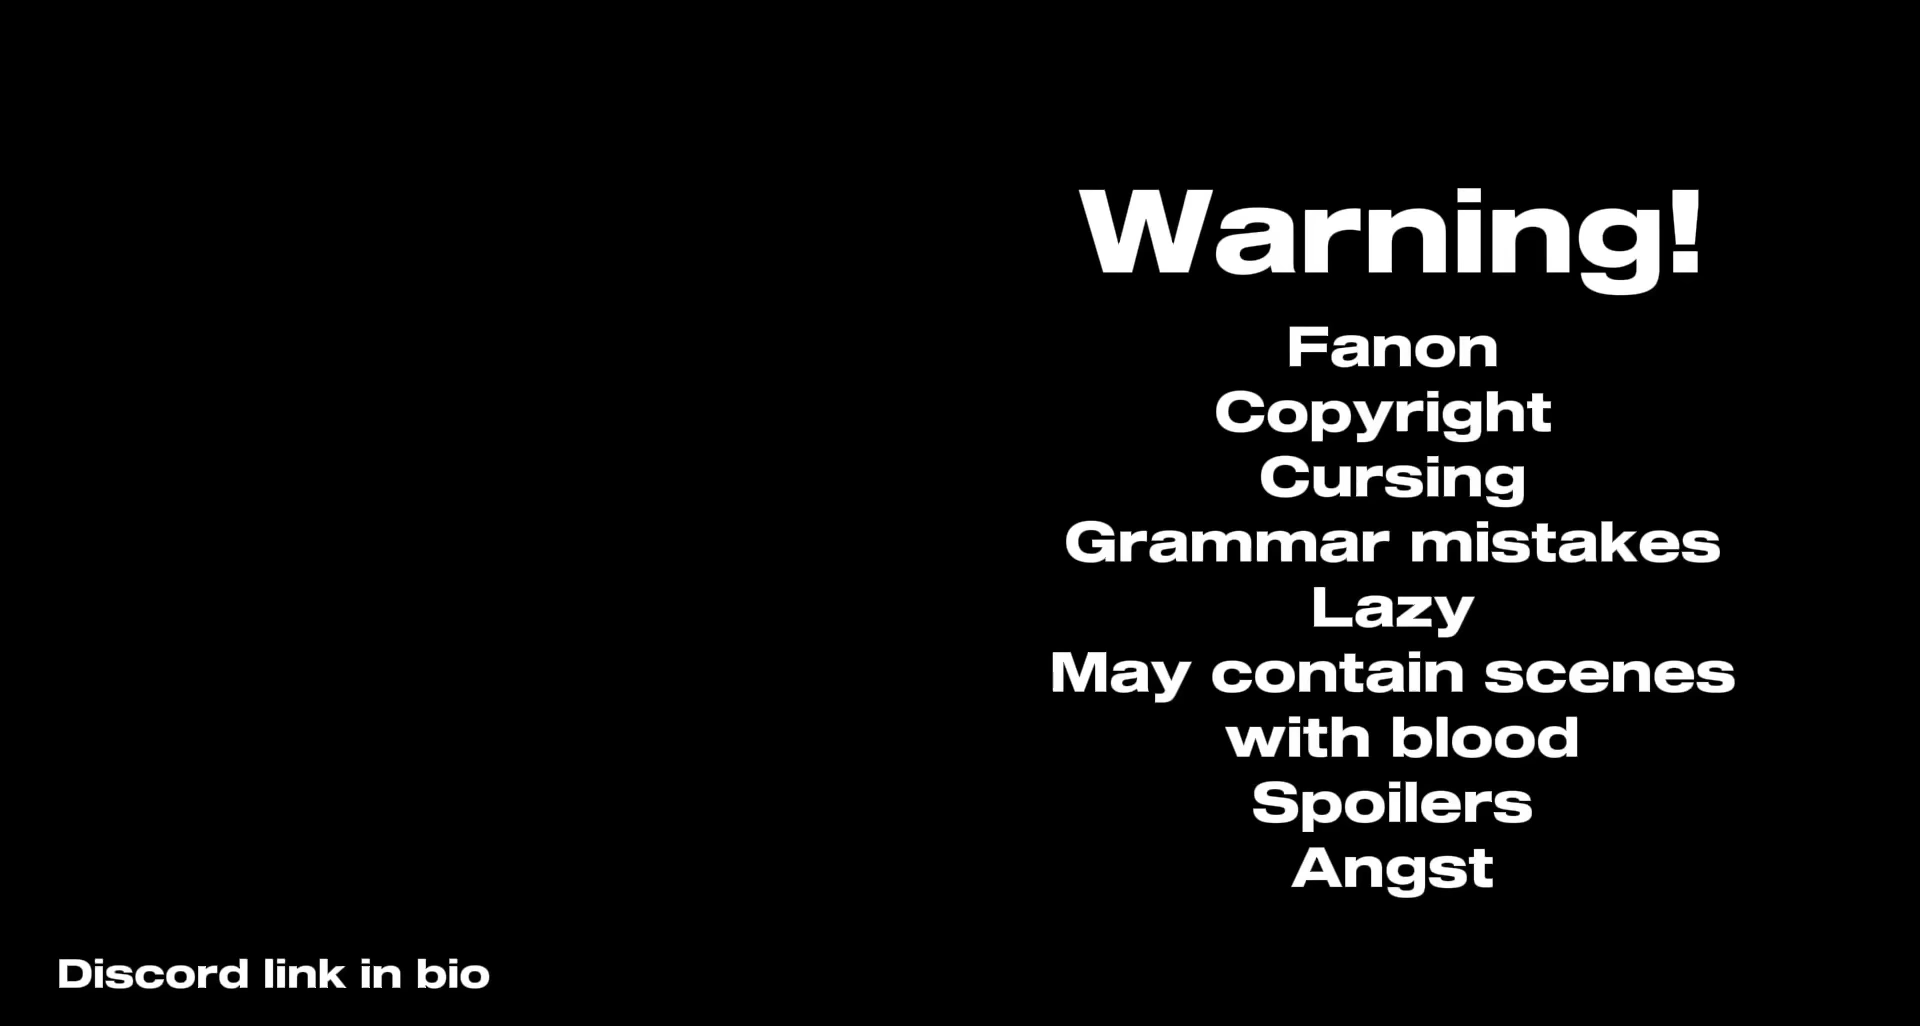 Warning!
Fanon
Copyright
Cursing
Grammar mistakes
Lazy
May contain scenes
with blood
Spoilers
Angst
Discord link in bio